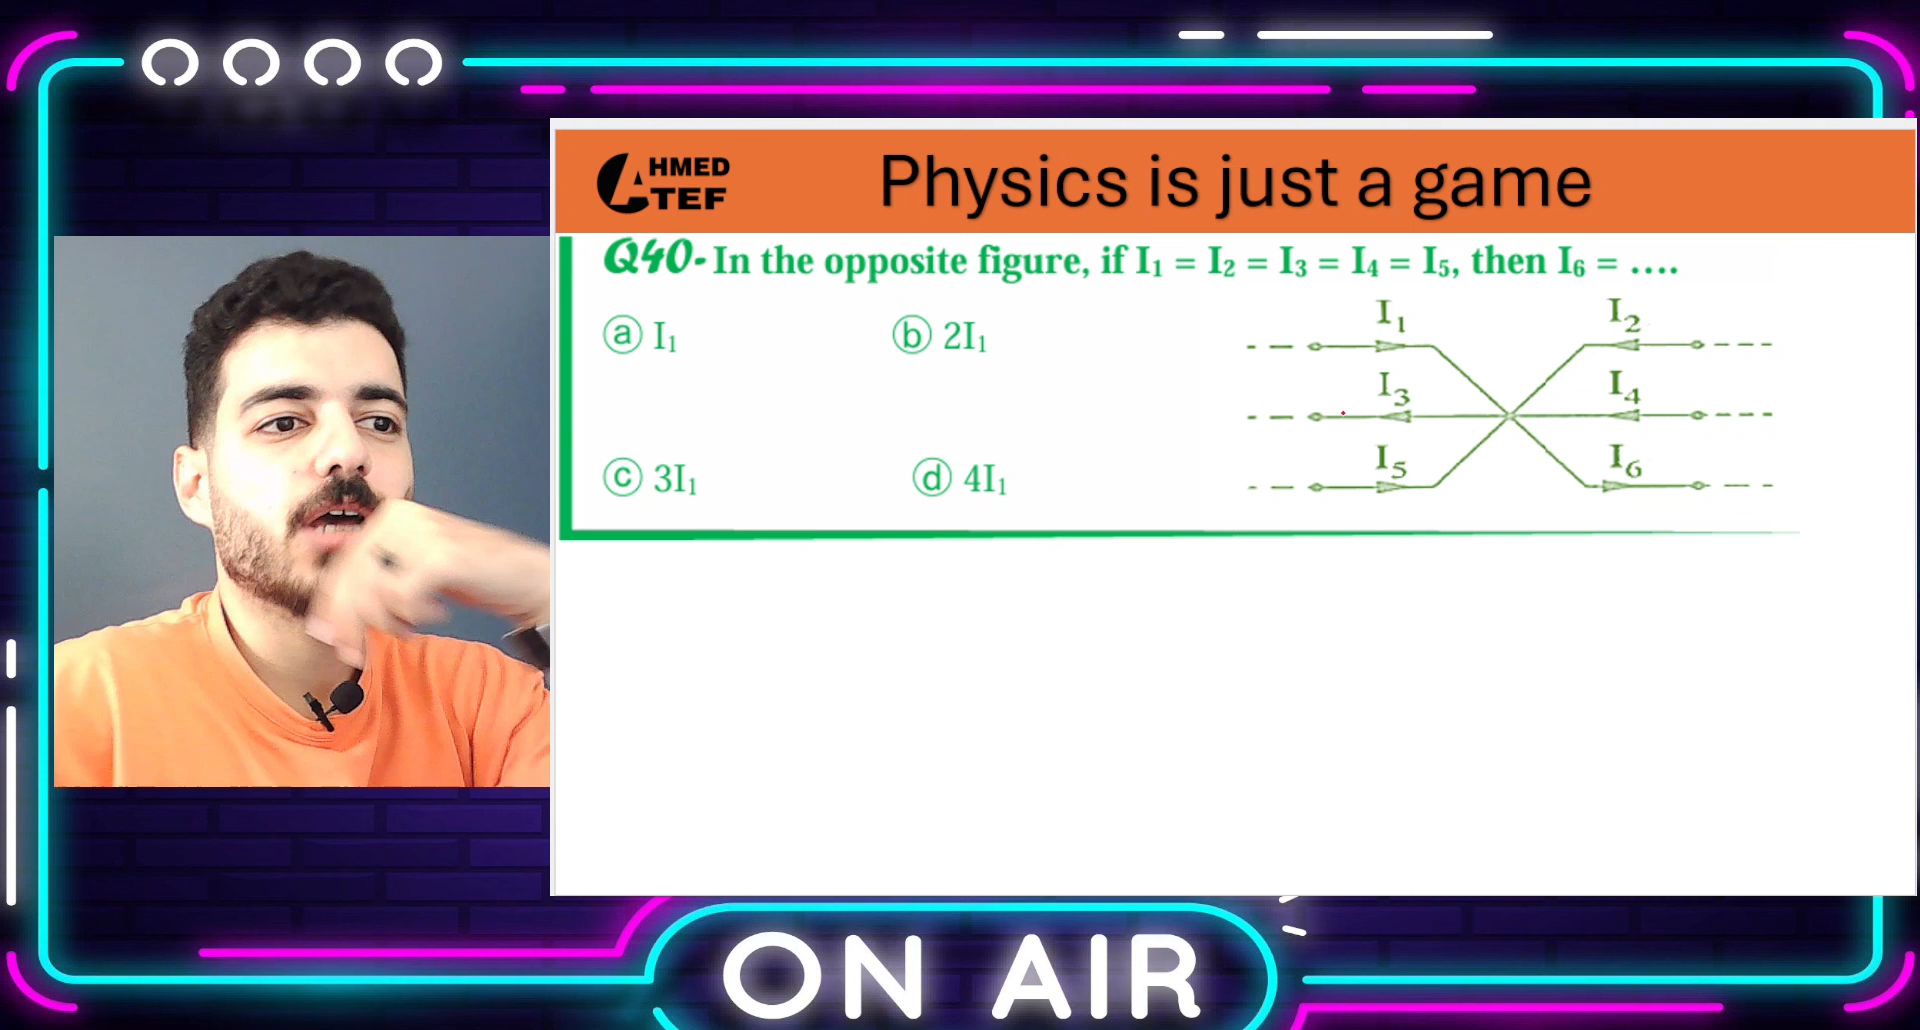 AHMED
ATEF
Physics is just a game
Q40- In the opposite figure, if I₁ = I₂ = I₃ = I₄ = I₅, then I₆ = ....
ⓐ I₁ ⓑ 2I₁
ⓒ 3I₁ ⓓ 4I₁
I₁ I₂
I₃ I₄
I₅ I₆
ON AIR